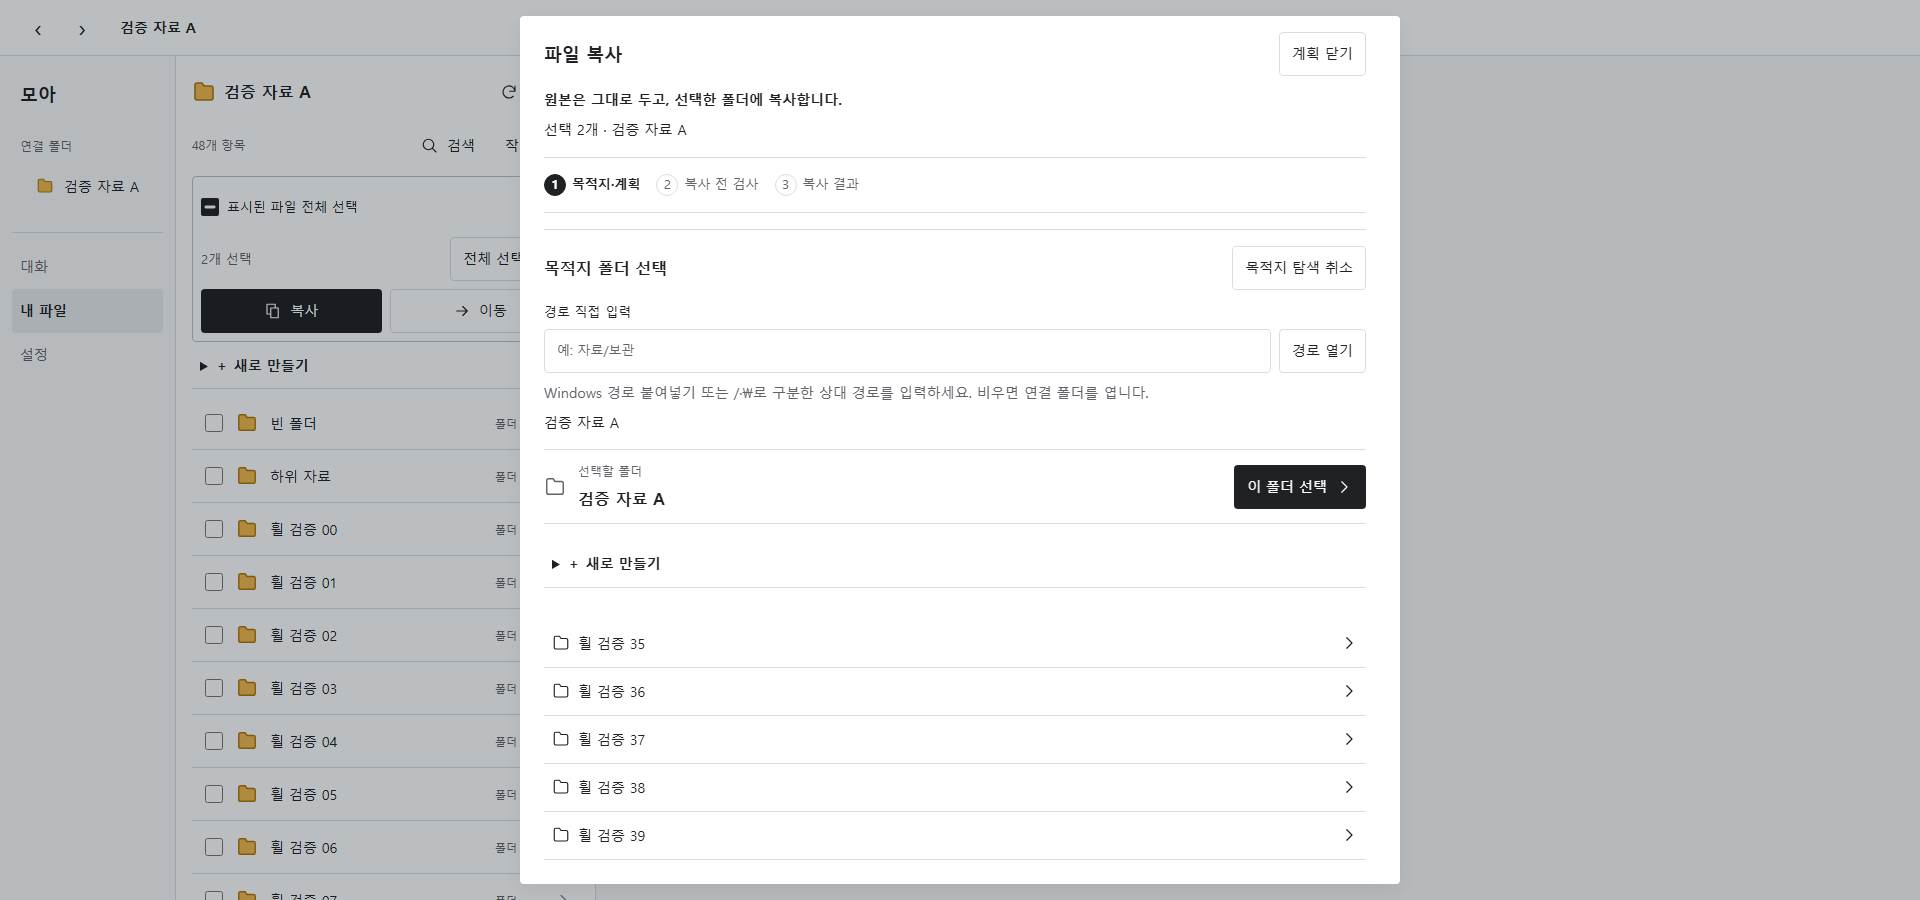 검증 자료 A
모아
연결 폴더
검증 자료 A
대화
내 파일
설정
검증 자료 A
48개 항목
검색
작
표시된 파일 전체 선택
2개 선택
전체 선택
복사
이동
+ 새로 만들기
빈 폴더 폴더
하위 자료 폴더
휠 검증 00 폴더
휠 검증 01 폴더
휠 검증 02 폴더
휠 검증 03 폴더
휠 검증 04 폴더
휠 검증 05 폴더
휠 검증 06 폴더
휠 검증 07 폴더
파일 복사
계획 닫기
원본은 그대로 두고, 선택한 폴더에 복사합니다.
선택 2개 · 검증 자료 A
1 목적지·계획 2 복사 전 검사 3 복사 결과
목적지 폴더 선택
목적지 탐색 취소
경로 직접 입력
예: 자료/보관
경로 열기
Windows 경로 붙여넣기 또는 /·₩로 구분한 상대 경로를 입력하세요. 비우면 연결 폴더를 엽니다.
검증 자료 A
선택할 폴더
검증 자료 A
이 폴더 선택
+ 새로 만들기
휠 검증 35
휠 검증 36
휠 검증 37
휠 검증 38
휠 검증 39